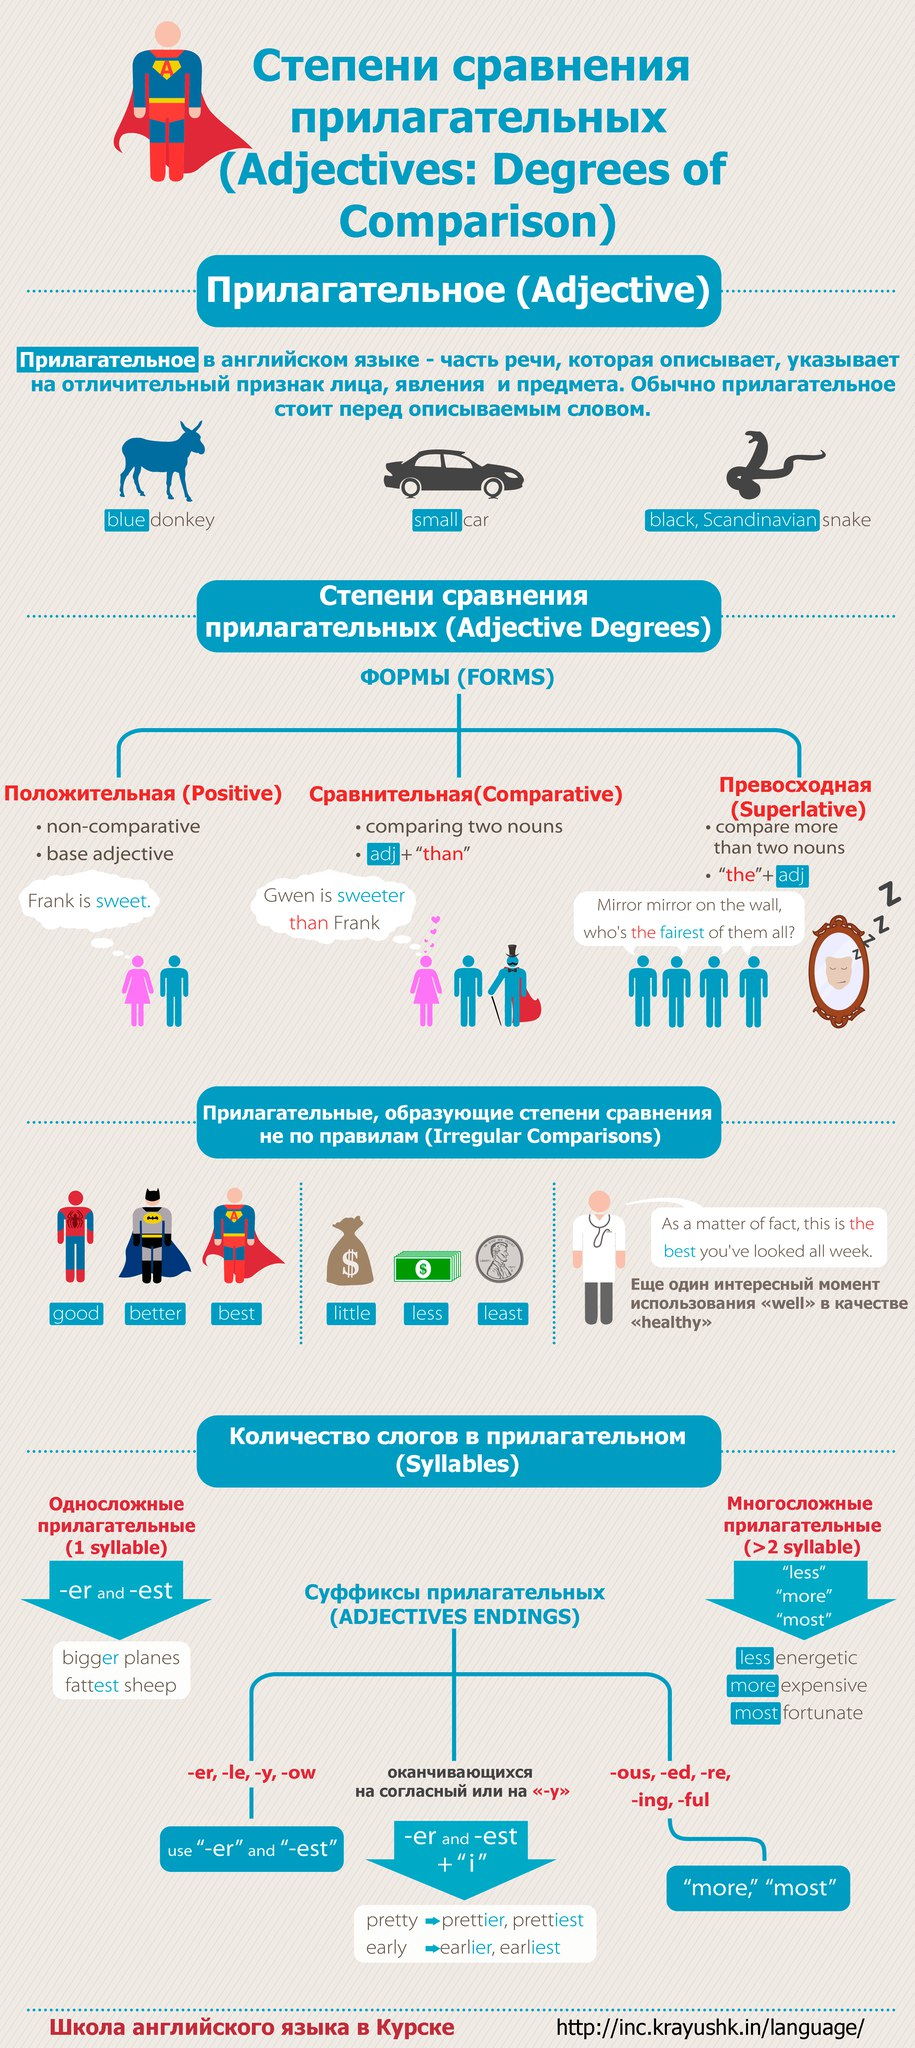 A
Степени сравнения
прилагательных
(Adjectives: Degrees of
Comparison)
Прилагательное (Adjective)
Прилагательное в английском языке - часть речи, которая описывает, указывает
на отличительный признак лица, явления и предмета. Обычно прилагательное
стоит перед описываемым словом.
blue donkey
small car
black, Scandinavian snake
Степени сравнения
прилагательных (Adjective Degrees)
ФОРМЫ (FORMS)
Положительная (Positive)
• non-comparative
• base adjective
Frank is sweet.
Сравнительная(Comparative)
• comparing two nouns
• adj + “than”
Gwen is sweeter
than Frank
Превосходная
(Superlative)
• compare more
than two nouns
• “the”+ adj
Mirror mirror on the wall,
who's the fairest of them all?
z z z Z
Прилагательные, образующие степени сравнения
не по правилам (Irregular Comparisons)
A
good better best
$
$
little less least
As a matter of fact, this is the
best you've looked all week.
Еще один интересный момент
использования «well» в качестве
«healthy»
Количество слогов в прилагательном
(Syllables)
Односложные
прилагательные
(1 syllable)
-er and -est
bigger planes
fattest sheep
Многосложные
прилагательные
(>2 syllable)
“less”
“more”
“most”
less energetic
more expensive
most fortunate
Суффиксы прилагательных
(ADJECTIVES ENDINGS)
-er, -le, -y, -ow
use “-er” and “-est”
оканчивающихся
на согласный или на «-y»
-er and -est
+ “i”
pretty prettier, prettiest
early earlier, earliest
-ous, -ed, -re,
-ing, -ful
“more,” “most”
Школа английского языка в Курске
http://inc.krayushk.in/language/